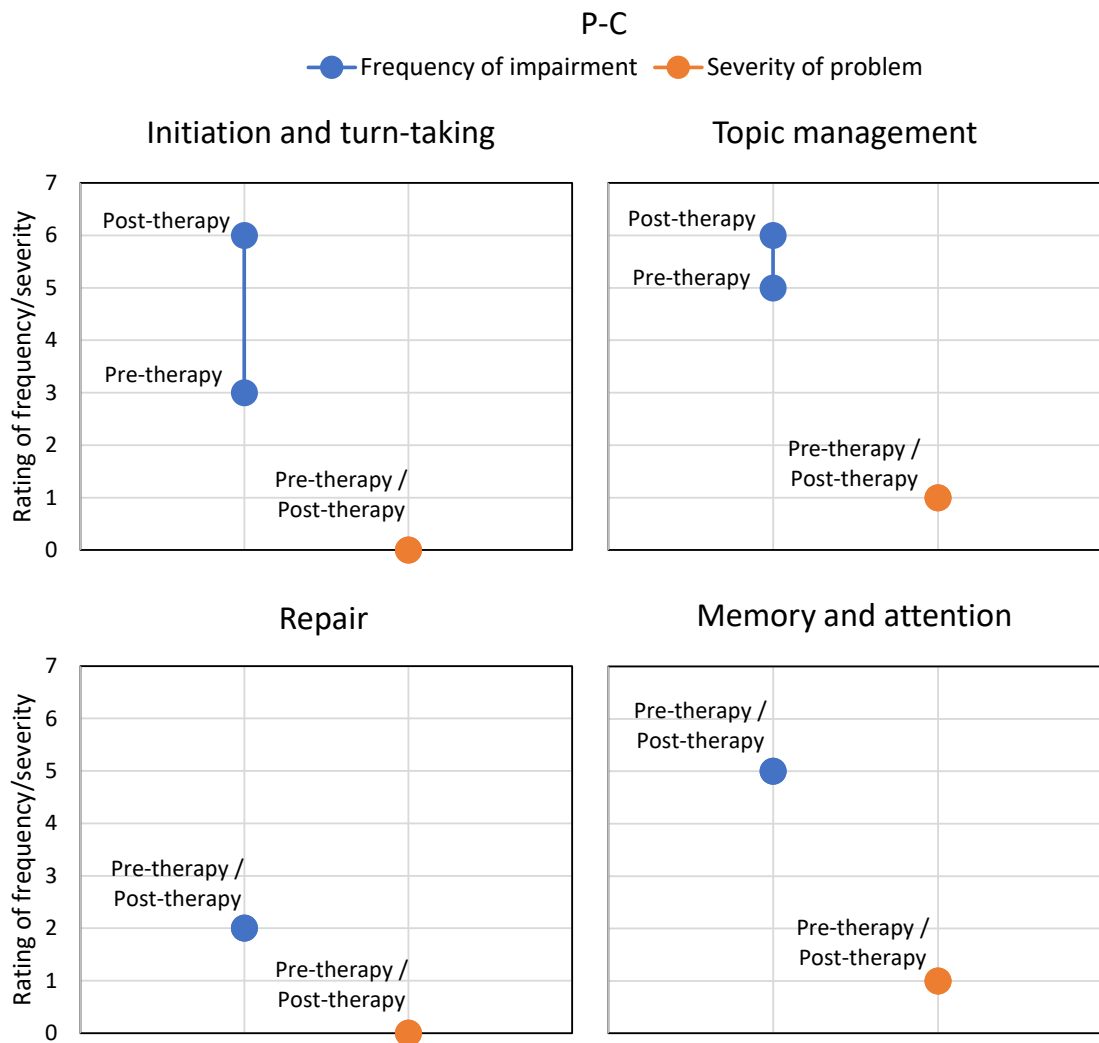 P-C
Frequency of impairment Severity of problem
Initiation and turn-taking
Rating of frequency/severity
7
6
5
4
3
2
1
0
Post-therapy
Pre-therapy
Pre-therapy /
Post-therapy
Topic management
Post-therapy
Pre-therapy
Pre-therapy /
Post-therapy
Repair
Rating of frequency/severity
7
6
5
4
3
2
1
0
Pre-therapy /
Post-therapy
Pre-therapy /
Post-therapy
Memory and attention
Pre-therapy /
Post-therapy
Pre-therapy /
Post-therapy